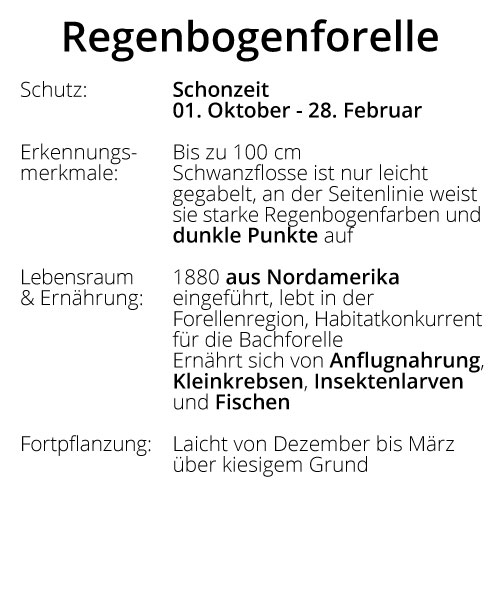 Regenbogenforelle
Schutz: Schonzeit
01. Oktober - 28. Februar
Erkennungs- Bis zu 100 cm
merkmale: Schwanzflosse ist nur leicht
gegabelt, an der Seitenlinie weist
sie starke Regenbogenfarben und
dunkle Punkte auf
Lebensraum 1880 aus Nordamerika
& Ernährung: eingeführt, lebt in der
Forellenregion, Habitatkonkurrent
für die Bachforelle
Ernährt sich von Anflugnahrung,
Kleinkrebsen, Insektenlarven
und Fischen
Fortpflanzung: Laicht von Dezember bis März
über kiesigem Grund